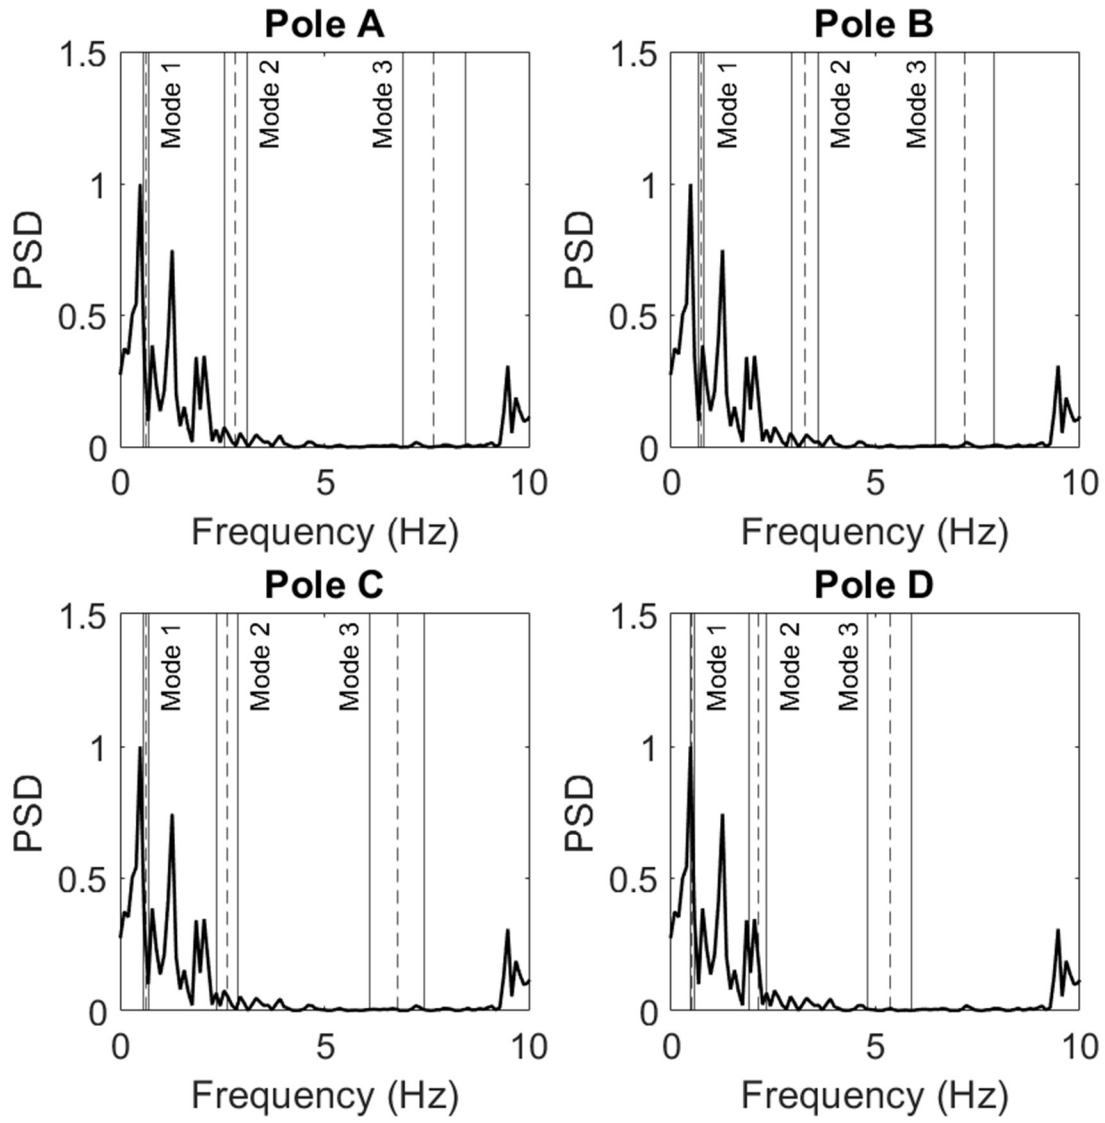 Pole A
1.5
1
0.5
0
PSD
Mode 1
Mode 2
Mode 3
0 5 10
Frequency (Hz)
Pole B
1.5
1
0.5
0
PSD
Mode 1
Mode 2
Mode 3
0 5 10
Frequency (Hz)
Pole C
1.5
1
0.5
0
PSD
Mode 1
Mode 2
Mode 3
0 5 10
Frequency (Hz)
Pole D
1.5
1
0.5
0
PSD
Mode 1
Mode 2
Mode 3
0 5 10
Frequency (Hz)